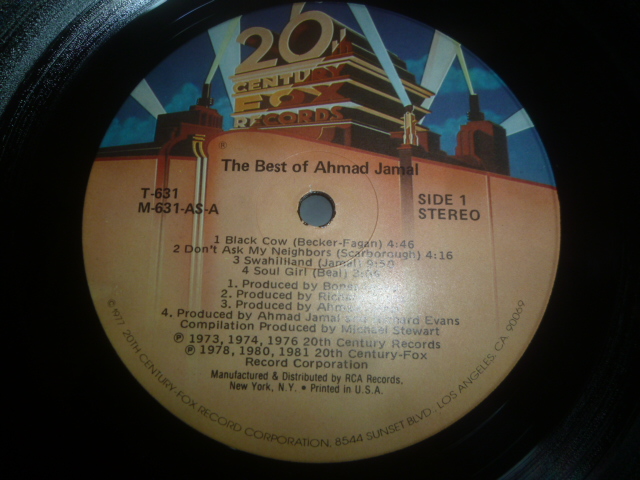 20th
CENTURY
FOX
RECORDS
℗
The Best of Ahmad Jamal
T-631
M-631-AS-A
SIDE 1
STEREO
1 Black Cow (Becker-Fagan) 4:46
2 Don't Ask My Neighbors (Scarborough) 4:16
3 Swahililand (Jamal) 9:50
4 Soul Girl (Beal)
1. Produced by
2. Produced by
3. Produced by
4. Produced by Ahmad Jamal Evans
Compilation Produced by Michael Stewart
℗ 1973, 1974, 1976 20th Century Records
℗ 1978, 1980, 1981 20th Century-Fox
Record Corporation
Manufactured & Distributed by RCA Records,
New York, N.Y. • Printed in U.S.A.
© 1977 20TH CENTURY-FOX RECORD CORPORATION, 8544 SUNSET BLVD., LOS ANGELES, CA 90069